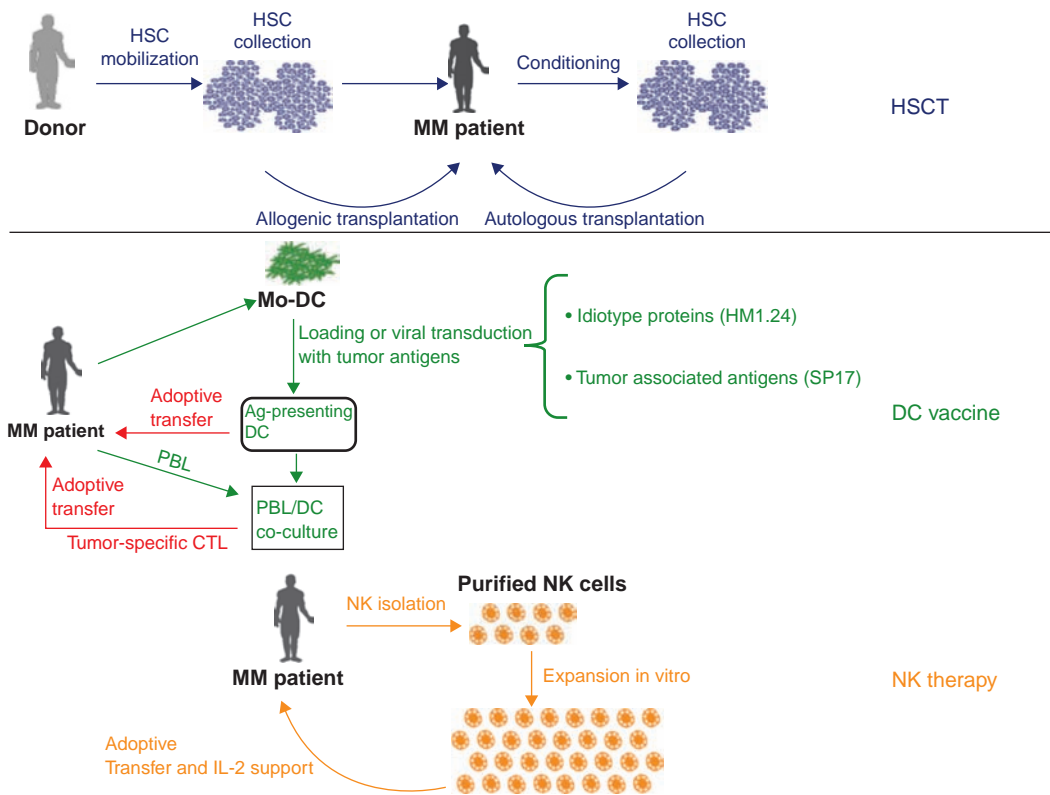 HSC
mobilization
HSC
collection
Conditioning
HSC
collection
Donor
MM patient
HSCT
Allogenic transplantation
Autologous transplantation
Mo-DC
Loading or viral transduction
with tumor antigens
• Idiotype proteins (HM1.24)
• Tumor associated antigens (SP17)
DC vaccine
MM patient
Adoptive
transfer
Ag-presenting
DC
PBL
Adoptive
transfer
PBL/DC
co-culture
Tumor-specific CTL
Purified NK cells
NK isolation
MM patient
Expansion in vitro
NK therapy
Adoptive
Transfer and IL-2 support